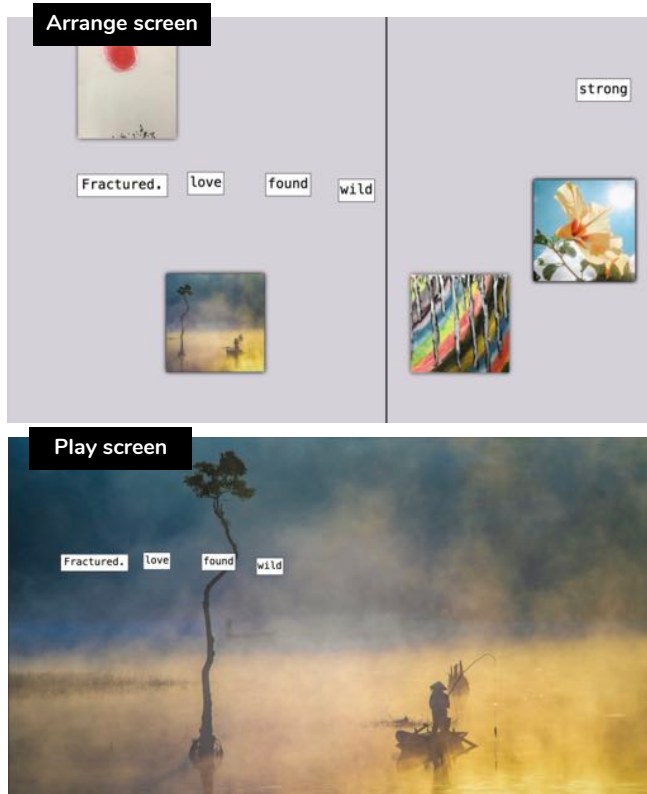 Arrange screen
strong
Fractured. love found wild
Play screen
Fractured. love found wild